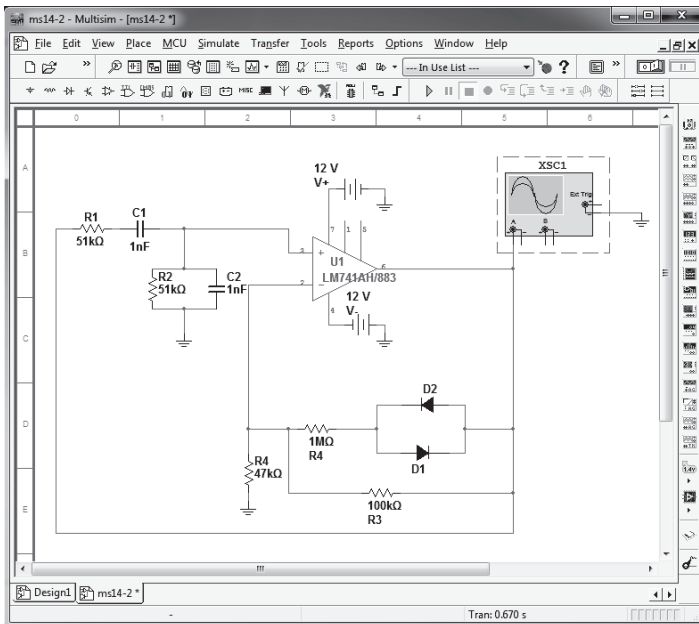 ms14-2 - Multisim - [ms14-2 *]
File Edit View Place MCU Simulate Transfer Tools Reports Options Window Help
--- In Use List ---
0 1 2 3 4 5 6
A
B
C
D
E
XSC1
Ext Trig
A B
12 V
V+
7 1 5
R1
51kΩ
C1
1nF
3
U1
6
LM741AH/883
2
R2
51kΩ
C2
1nF
12 V
V-
4
D2
1MΩ
R4
D1
R4
47kΩ
100kΩ
R3
Design1 ms14-2 *
- Tran: 0.670 s